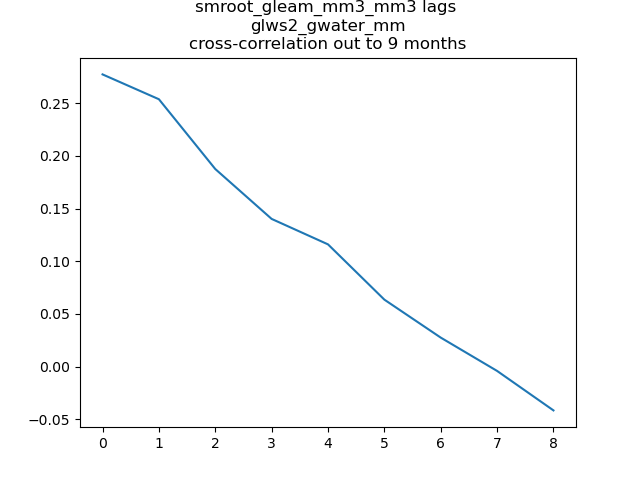 smroot_gleam_mm3_mm3 lags
glws2_gwater_mm
cross-correlation out to 9 months
0.25
0.20
0.15
0.10
0.05
0.00
−0.05
0 1 2 3 4 5 6 7 8